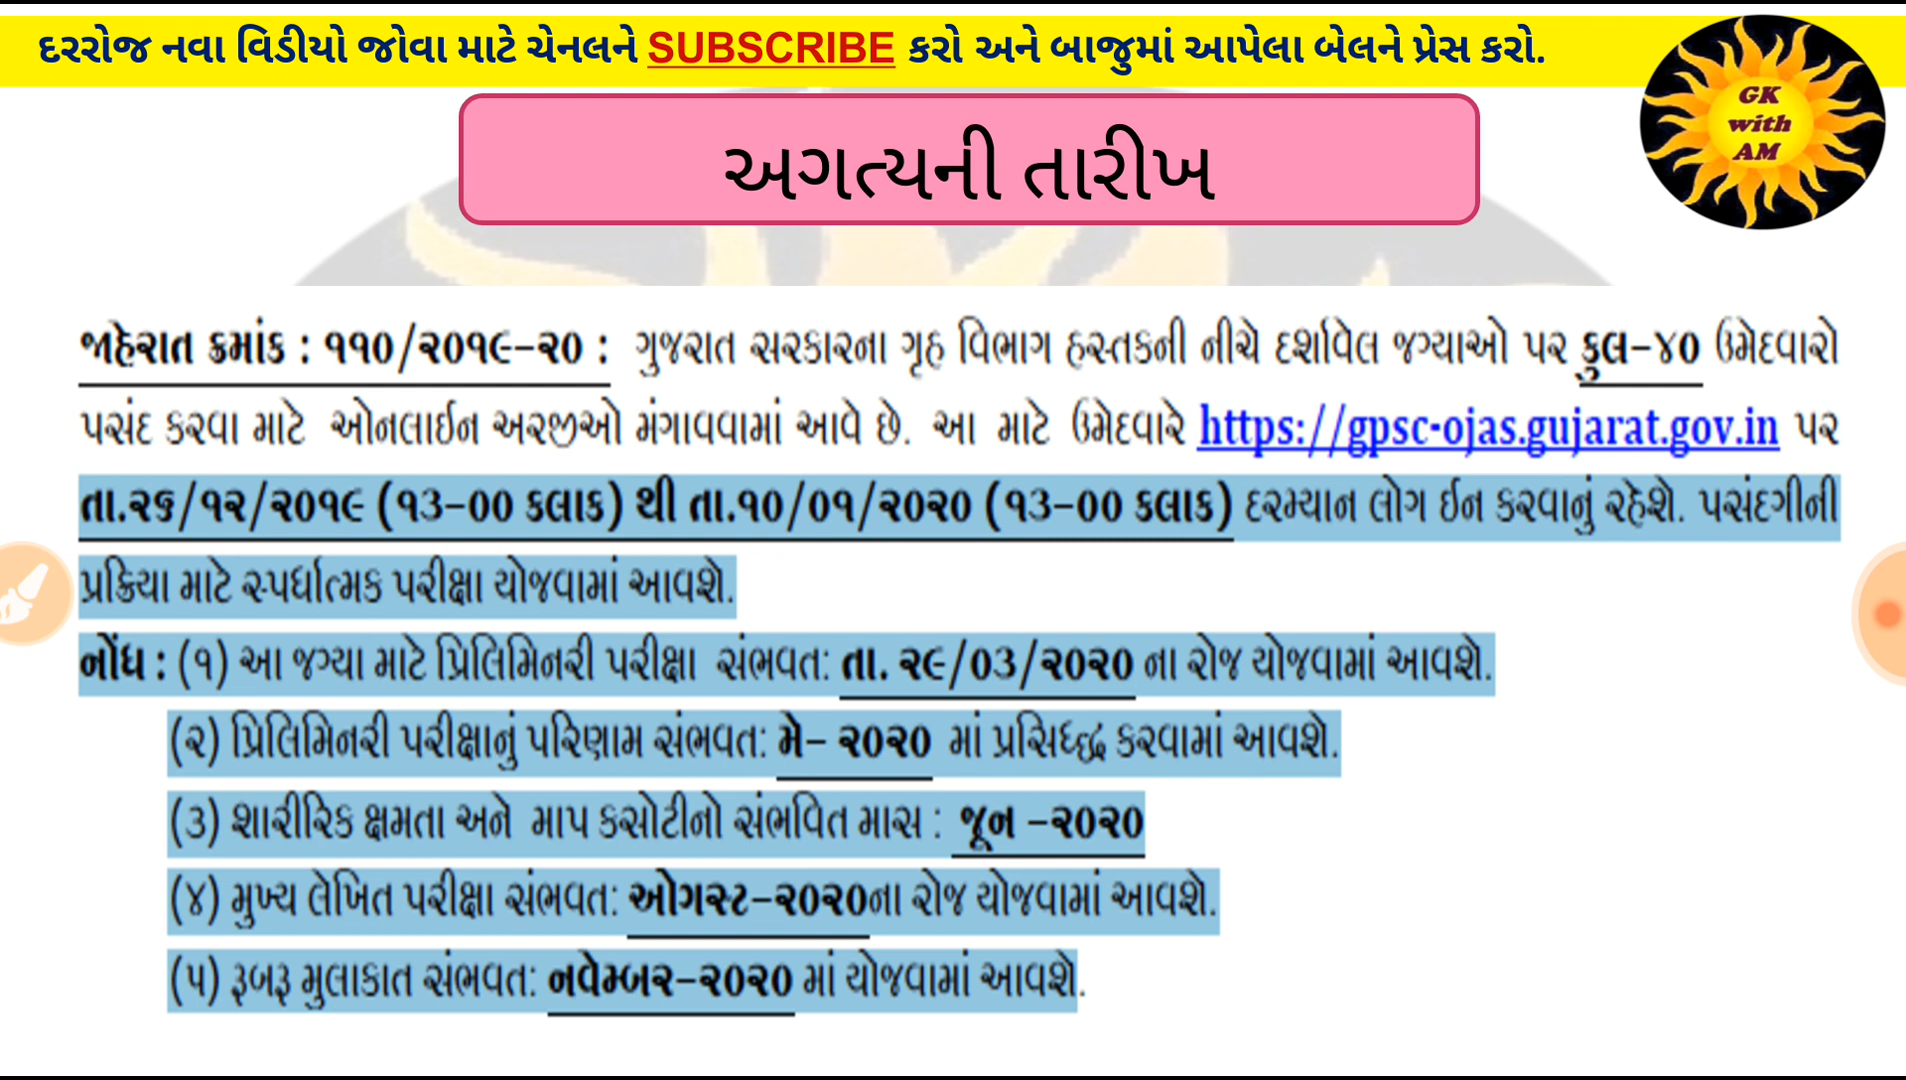 દરરોજ નવા વિડીયો જોવા માટે ચેનલને SUBSCRIBE કરો અને બાજુમાં આપેલા બેલને પ્રેસ કરો.
GK
with
AM
અગત્યની તારીખ
જાહેરાત ક્રમાંક : ૧૧૦/૨૦૧૯-૨૦ : ગુજરાત સરકારના ગૃહ વિભાગ હસ્તકની નીચે દર્શાવેલ જગ્યાઓ પર કુલ-૪૦ ઉમેદવારો
પસંદ કરવા માટે ઓનલાઈન અરજીઓ મંગાવવામાં આવે છે. આ માટે ઉમેદવારે https://gpsc-ojas.gujarat.gov.in પર
તા.૨૬/૧૨/૨૦૧૯ (૧૩-૦૦ કલાક) થી તા.૧૦/૦૧/૨૦૨૦ (૧૩-૦૦ કલાક) દરમ્યાન લોગ ઈન કરવાનું રહેશે. પસંદગીની
પ્રક્રિયા માટે સ્પર્ધાત્મક પરીક્ષા યોજવામાં આવશે.
નોંધ : (૧) આ જગ્યા માટે પ્રિલિમિનરી પરીક્ષા સંભવત: તા. ૨૯/૦૩/૨૦૨૦ ના રોજ યોજવામાં આવશે.
(૨) પ્રિલિમિનરી પરીક્ષાનું પરિણામ સંભવત: મે- ૨૦૨૦ માં પ્રસિધ્ધ કરવામાં આવશે.
(૩) શારીરિક ક્ષમતા અને માપ કસોટીનો સંભવિત માસ : જૂન -૨૦૨૦
(૪) મુખ્ય લેખિત પરીક્ષા સંભવત: ઓગસ્ટ-૨૦૨૦ના રોજ યોજવામાં આવશે.
(૫) રૂબરૂ મુલાકાત સંભવત: નવેમ્બર-૨૦૨૦ માં યોજવામાં આવશે.